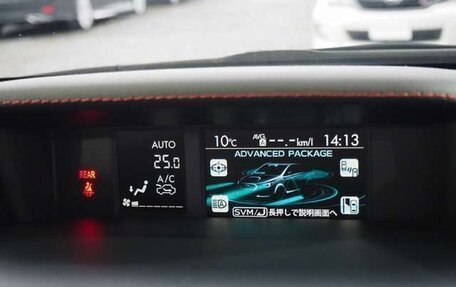 AUTO
25.0
A/C
REAR
10℃ AVG A --.- km/l 14:13
ADVANCED PACKAGE
SVM/↲ 長押しで説明画面へ